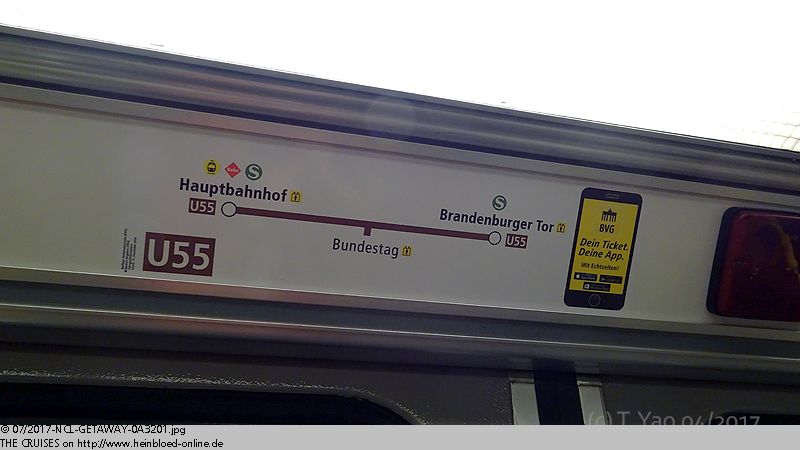 Bahn
S
Hauptbahnhof
U55
S
Brandenburger Tor
U55
Bundestag
U55
BVG
Dein Ticket.
Deine App.
Mit Echtzeiten!
(c) T. Yao 04/2017
© 07/2017-NCL-GETAWAY-0A3201.jpg
THE CRUISES on http://www.heinbloed-online.de